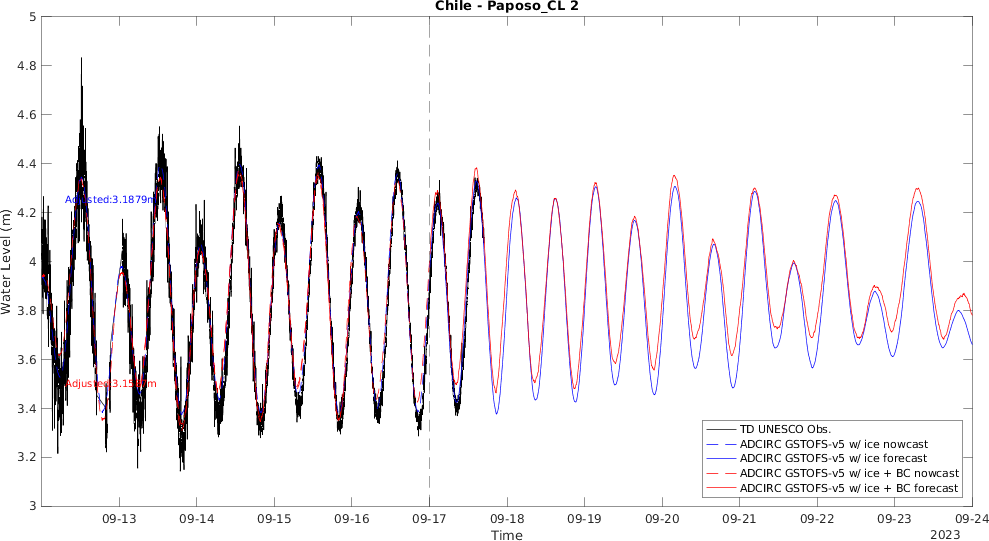 Chile - Paposo_CL 2
5
4.8
4.6
4.4
4.2
4
3.8
3.6
3.4
3.2
3
Water Level (m)
Adjusted:3.1879m
TD UNESCO Obs.
ADCIRC GSTOFS-v5 w/ ice nowcast
ADCIRC GSTOFS-v5 w/ ice forecast
ADCIRC GSTOFS-v5 w/ ice + BC nowcast
ADCIRC GSTOFS-v5 w/ ice + BC forecast
09-13 09-14 09-15 09-16 09-17 09-18 09-19 09-20 09-21 09-22 09-23 09-24
Time
2023